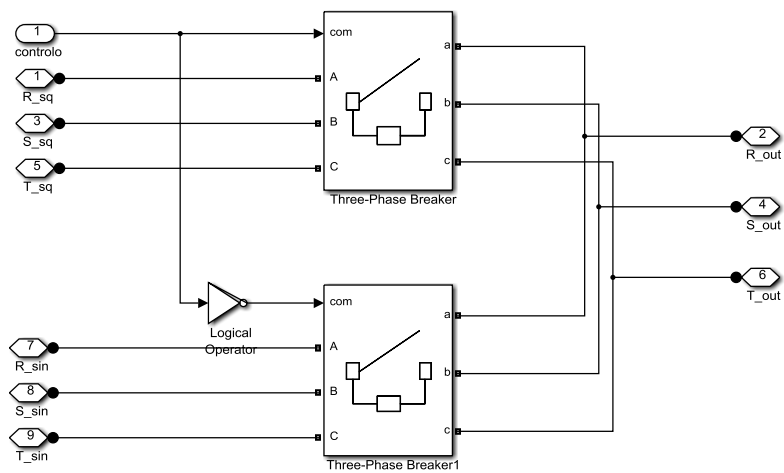 1
controlo
1
R_sq
3
S_sq
5
T_sq
com
A
B
C
a
b
c
Three-Phase Breaker
2
R_out
4
S_out
6
T_out
Logical
Operator
7
R_sin
8
S_sin
9
T_sin
com
A
B
C
a
b
c
Three-Phase Breaker1